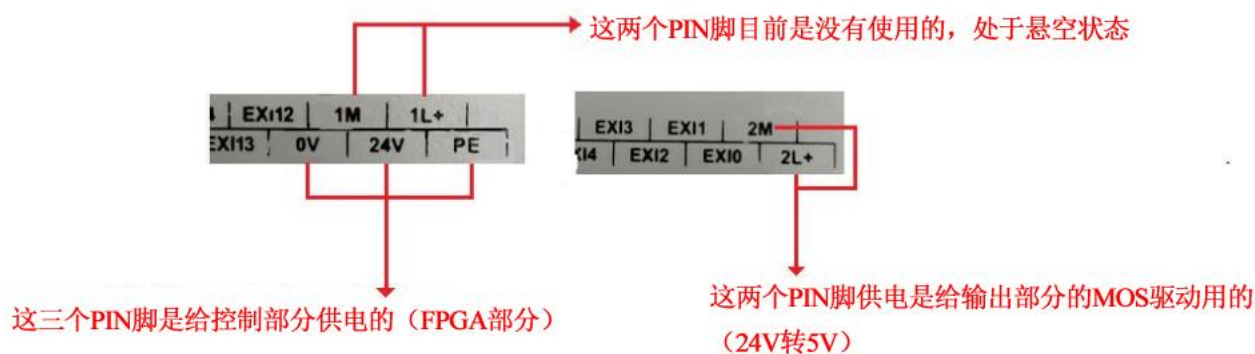 这两个PIN脚目前是没有使用的，处于悬空状态
EXI12 1M 1L+
EXI13 0V 24V PE
EXI3 EXI1 2M
EXI2 EXI0 2L+
这三个PIN脚是给控制部分供电的（FPGA部分）
这两个PIN脚供电是给输出部分的MOS驱动用的
（24V转5V）